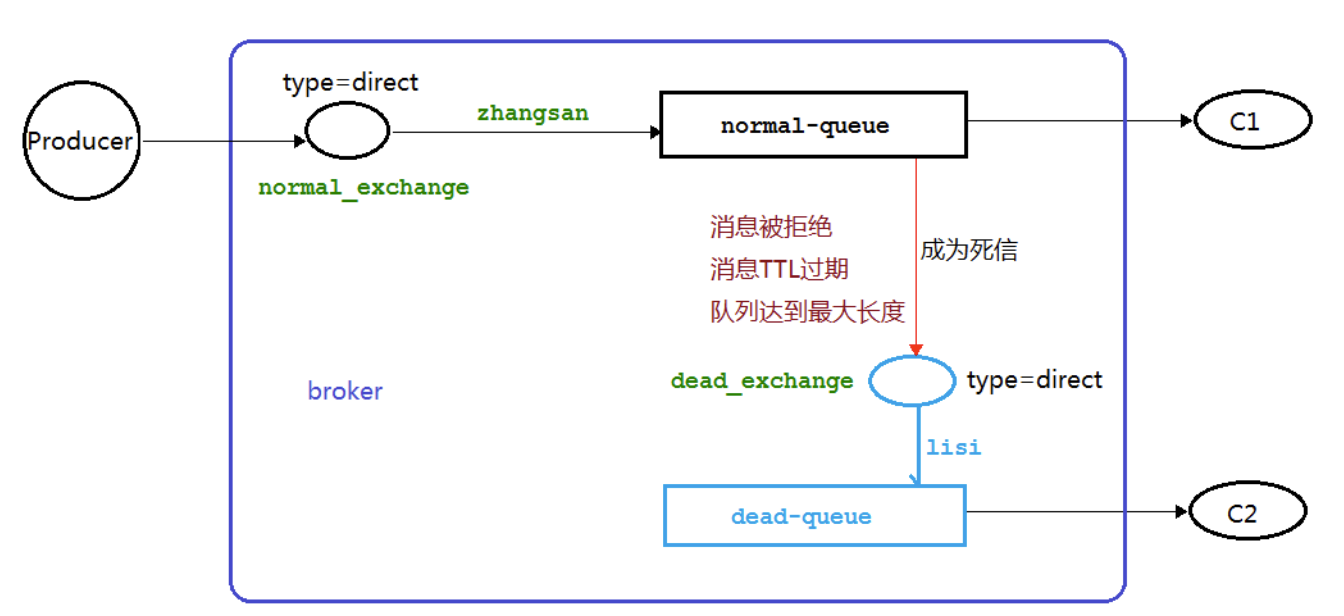 type=direct
zhangsan
Producer
normal-queue
C1
normal_exchange
消息被拒绝
消息TTL过期
队列达到最大长度
成为死信
broker
dead_exchange
type=direct
lisi
dead-queue
C2